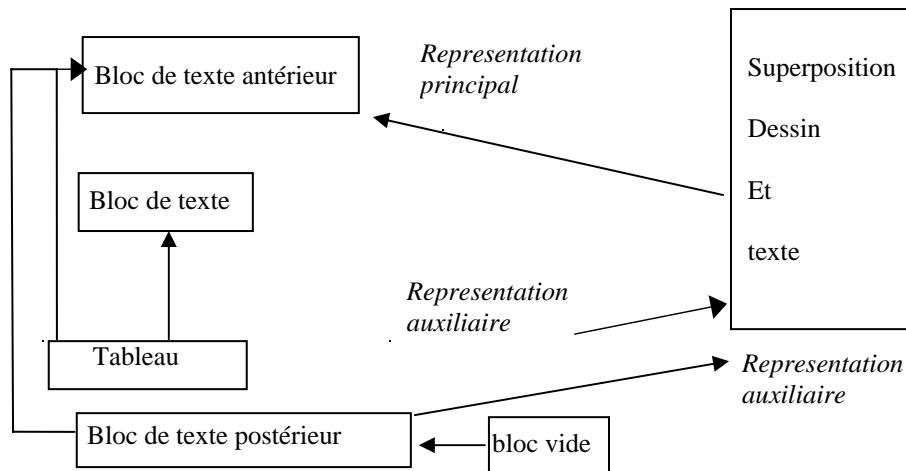 Bloc de texte antérieur
Representation
principal
Superposition
Dessin
Et
texte
Bloc de texte
Representation
auxiliaire
Tableau
Representation
auxiliaire
Bloc de texte postérieur
bloc vide